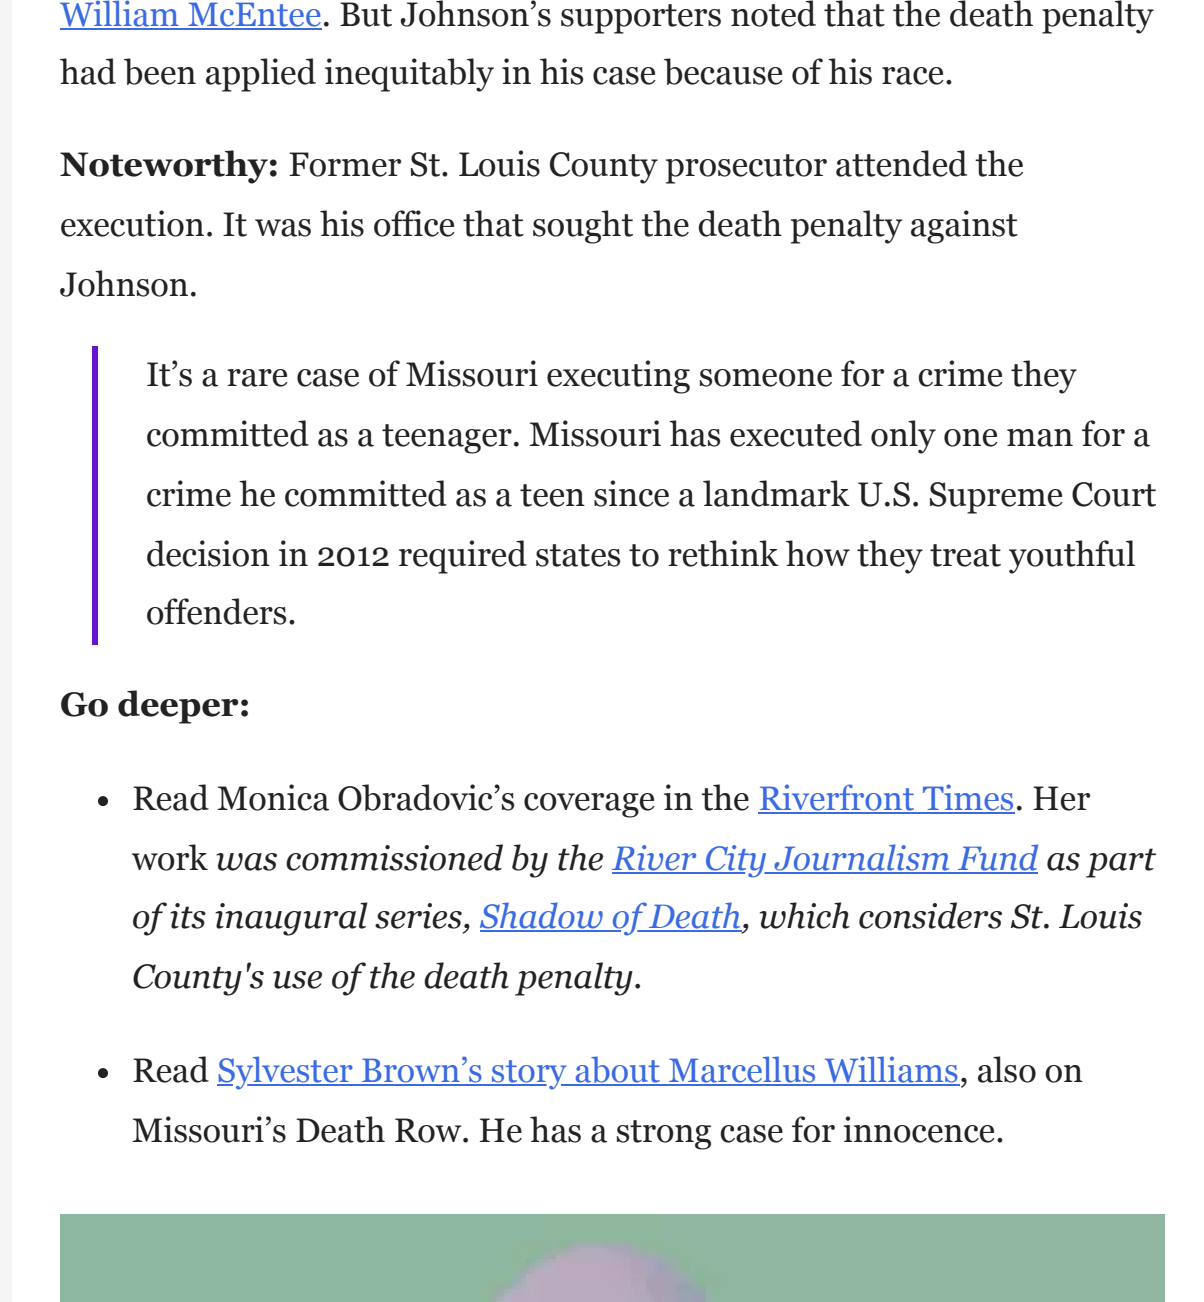 William McEntee. But Johnson’s supporters noted that the death penalty
had been applied inequitably in his case because of his race.
Noteworthy: Former St. Louis County prosecutor attended the
execution. It was his office that sought the death penalty against
Johnson.
It’s a rare case of Missouri executing someone for a crime they
committed as a teenager. Missouri has executed only one man for a
crime he committed as a teen since a landmark U.S. Supreme Court
decision in 2012 required states to rethink how they treat youthful
offenders.
Go deeper:
• Read Monica Obradovic’s coverage in the Riverfront Times. Her
work was commissioned by the River City Journalism Fund as part
of its inaugural series, Shadow of Death, which considers St. Louis
County's use of the death penalty.
• Read Sylvester Brown’s story about Marcellus Williams, also on
Missouri’s Death Row. He has a strong case for innocence.